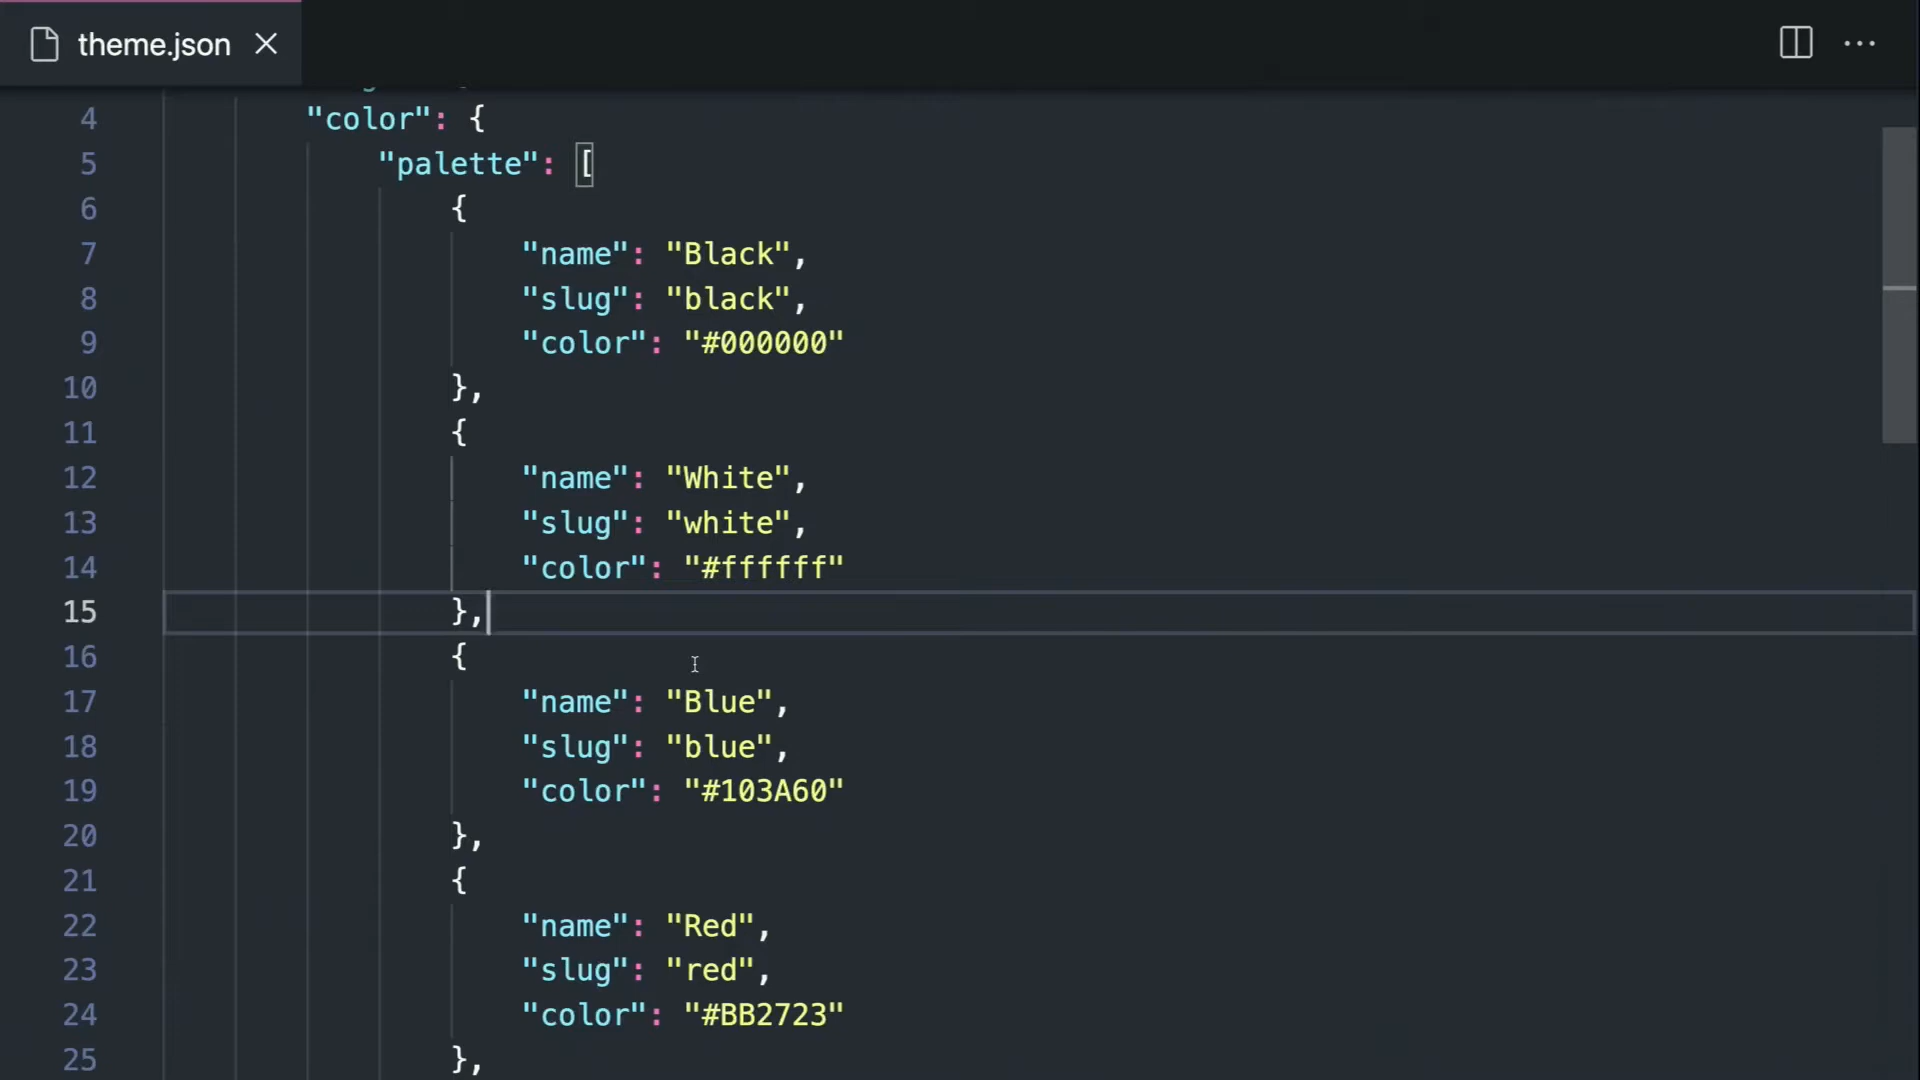 theme.json
4 "color": {
5 "palette": [
6 {
7 "name": "Black",
8 "slug": "black",
9 "color": "#000000"
10 },
11 {
12 "name": "White",
13 "slug": "white",
14 "color": "#ffffff"
15 },
16 {
17 "name": "Blue",
18 "slug": "blue",
19 "color": "#103A60"
20 },
21 {
22 "name": "Red",
23 "slug": "red",
24 "color": "#BB2723"
25 },